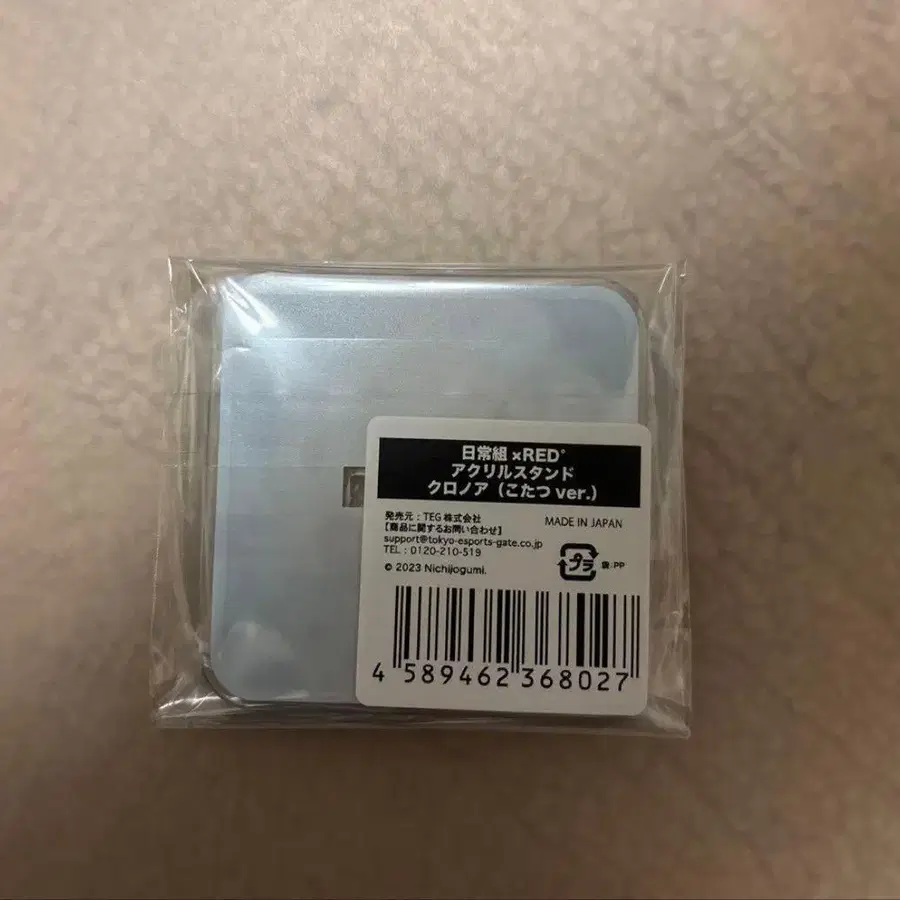 日常組 ×RED°
アクリルスタンド
クロノア（こたつ ver.）
発売元：TEG 株式会社
【商品に関するお問い合わせ】
support@tokyo-esports-gate.co.jp
TEL：0120-210-519
MADE IN JAPAN
プラ
袋:PP
© 2023 Nichijogumi.
4 589462 368027